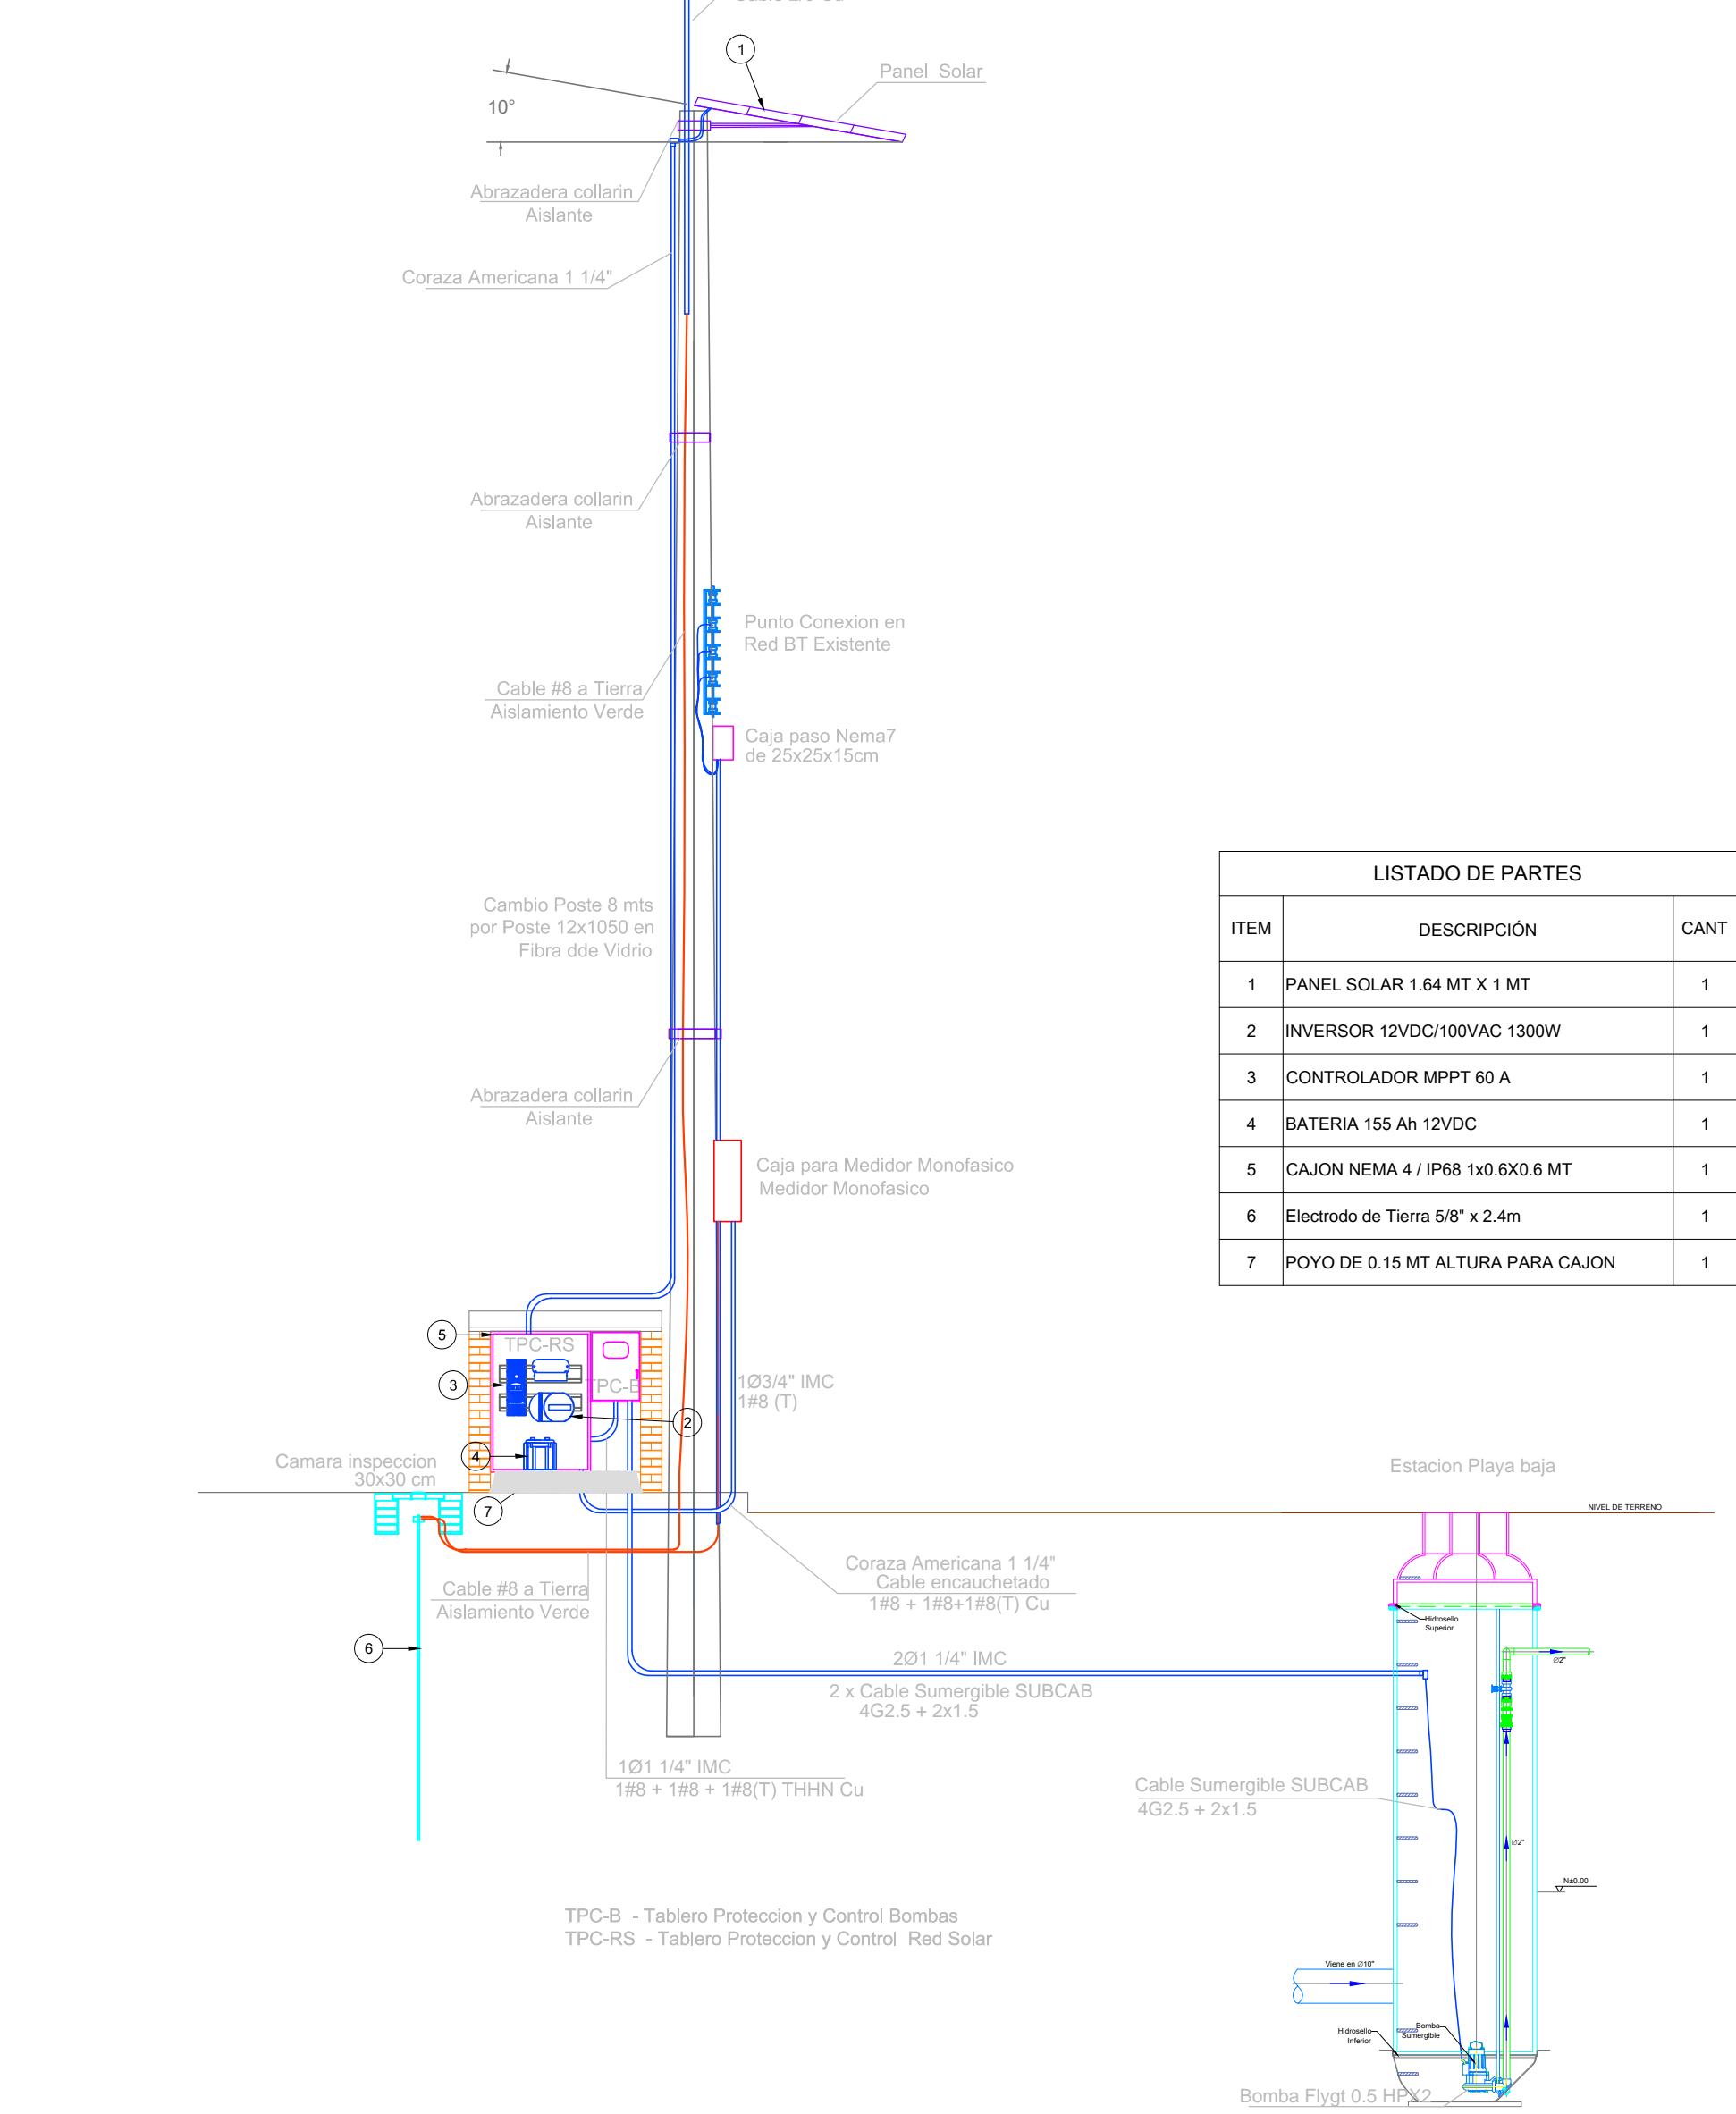 1
Panel  Solar
10°
Abrazadera collarin
Aislante
Coraza Americana 1 1/4"
Abrazadera collarin
Aislante
Punto Conexion en
Red BT Existente
Cable #8 a Tierra
Aislamiento Verde
Caja paso Nema7
de 25x25x15cm
Cambio Poste 8 mts
por Poste 12x1050 en
Fibra dde Vidrio
LISTADO DE PARTES
ITEM DESCRIPCIÓN CANT
1 PANEL SOLAR 1.64 MT X 1 MT 1
2 INVERSOR 12VDC/100VAC 1300W 1
3 CONTROLADOR MPPT 60 A 1
4 BATERIA 155 Ah 12VDC 1
5 CAJON NEMA 4 / IP68 1x0.6X0.6 MT 1
6 Electrodo de Tierra 5/8" x 2.4m 1
7 POYO DE 0.15 MT ALTURA PARA CAJON 1
Abrazadera collarin
Aislante
Caja para Medidor Monofasico
Medidor Monofasico
5
TPC-RS
3
TPC-B
1Ø3/4" IMC
1#8 (T)
2
4
Camara inspeccion
30x30 cm
7
Estacion Playa baja
NIVEL DE TERRENO
Coraza Americana 1 1/4"
Cable encauchetado
1#8 + 1#8+1#8(T) Cu
Cable #8 a Tierra
Aislamiento Verde
6
Hidrosello
Superior
Ø2"
2Ø1 1/4" IMC
2 x Cable Sumergible SUBCAB
4G2.5 + 2x1.5
1Ø1 1/4" IMC
1#8 + 1#8 + 1#8(T) THHN Cu
Cable Sumergible SUBCAB
4G2.5 + 2x1.5
Ø2"
N±0.00
TPC-B  - Tablero Proteccion y Control Bombas
TPC-RS  - Tablero Proteccion y Control  Red Solar
Viene en Ø10"
Hidrosello
Inferior
Bomba
Sumergible
Bomba Flygt 0.5 HPX2